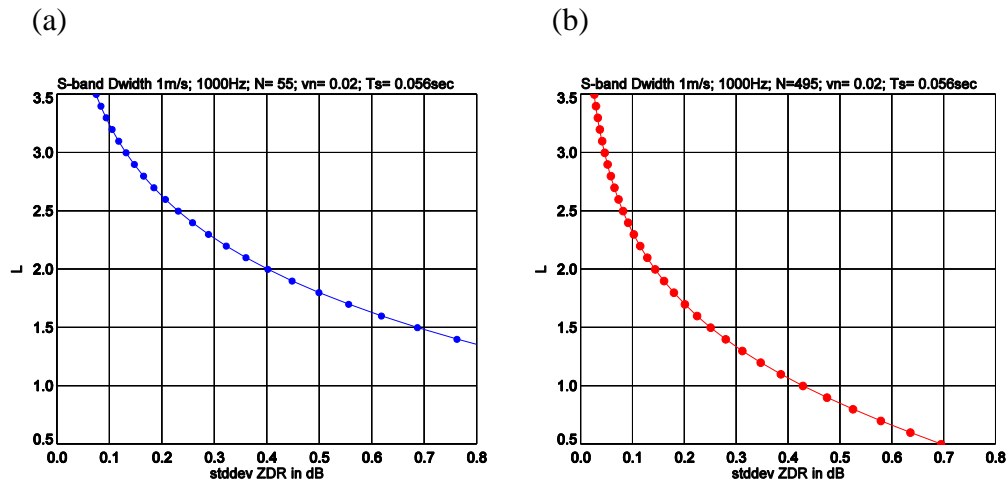 (a)
(b)
S-band Dwidth 1m/s; 1000Hz; N= 55; vn= 0.02; Ts= 0.056sec
3.5
3.0
2.5
2.0
1.5
1.0
0.5
L
0.0 0.1 0.2 0.3 0.4 0.5 0.6 0.7 0.8
stddev ZDR in dB
S-band Dwidth 1m/s; 1000Hz; N=495; vn= 0.02; Ts= 0.056sec
3.5
3.0
2.5
2.0
1.5
1.0
0.5
L
0.0 0.1 0.2 0.3 0.4 0.5 0.6 0.7 0.8
stddev ZDR in dB